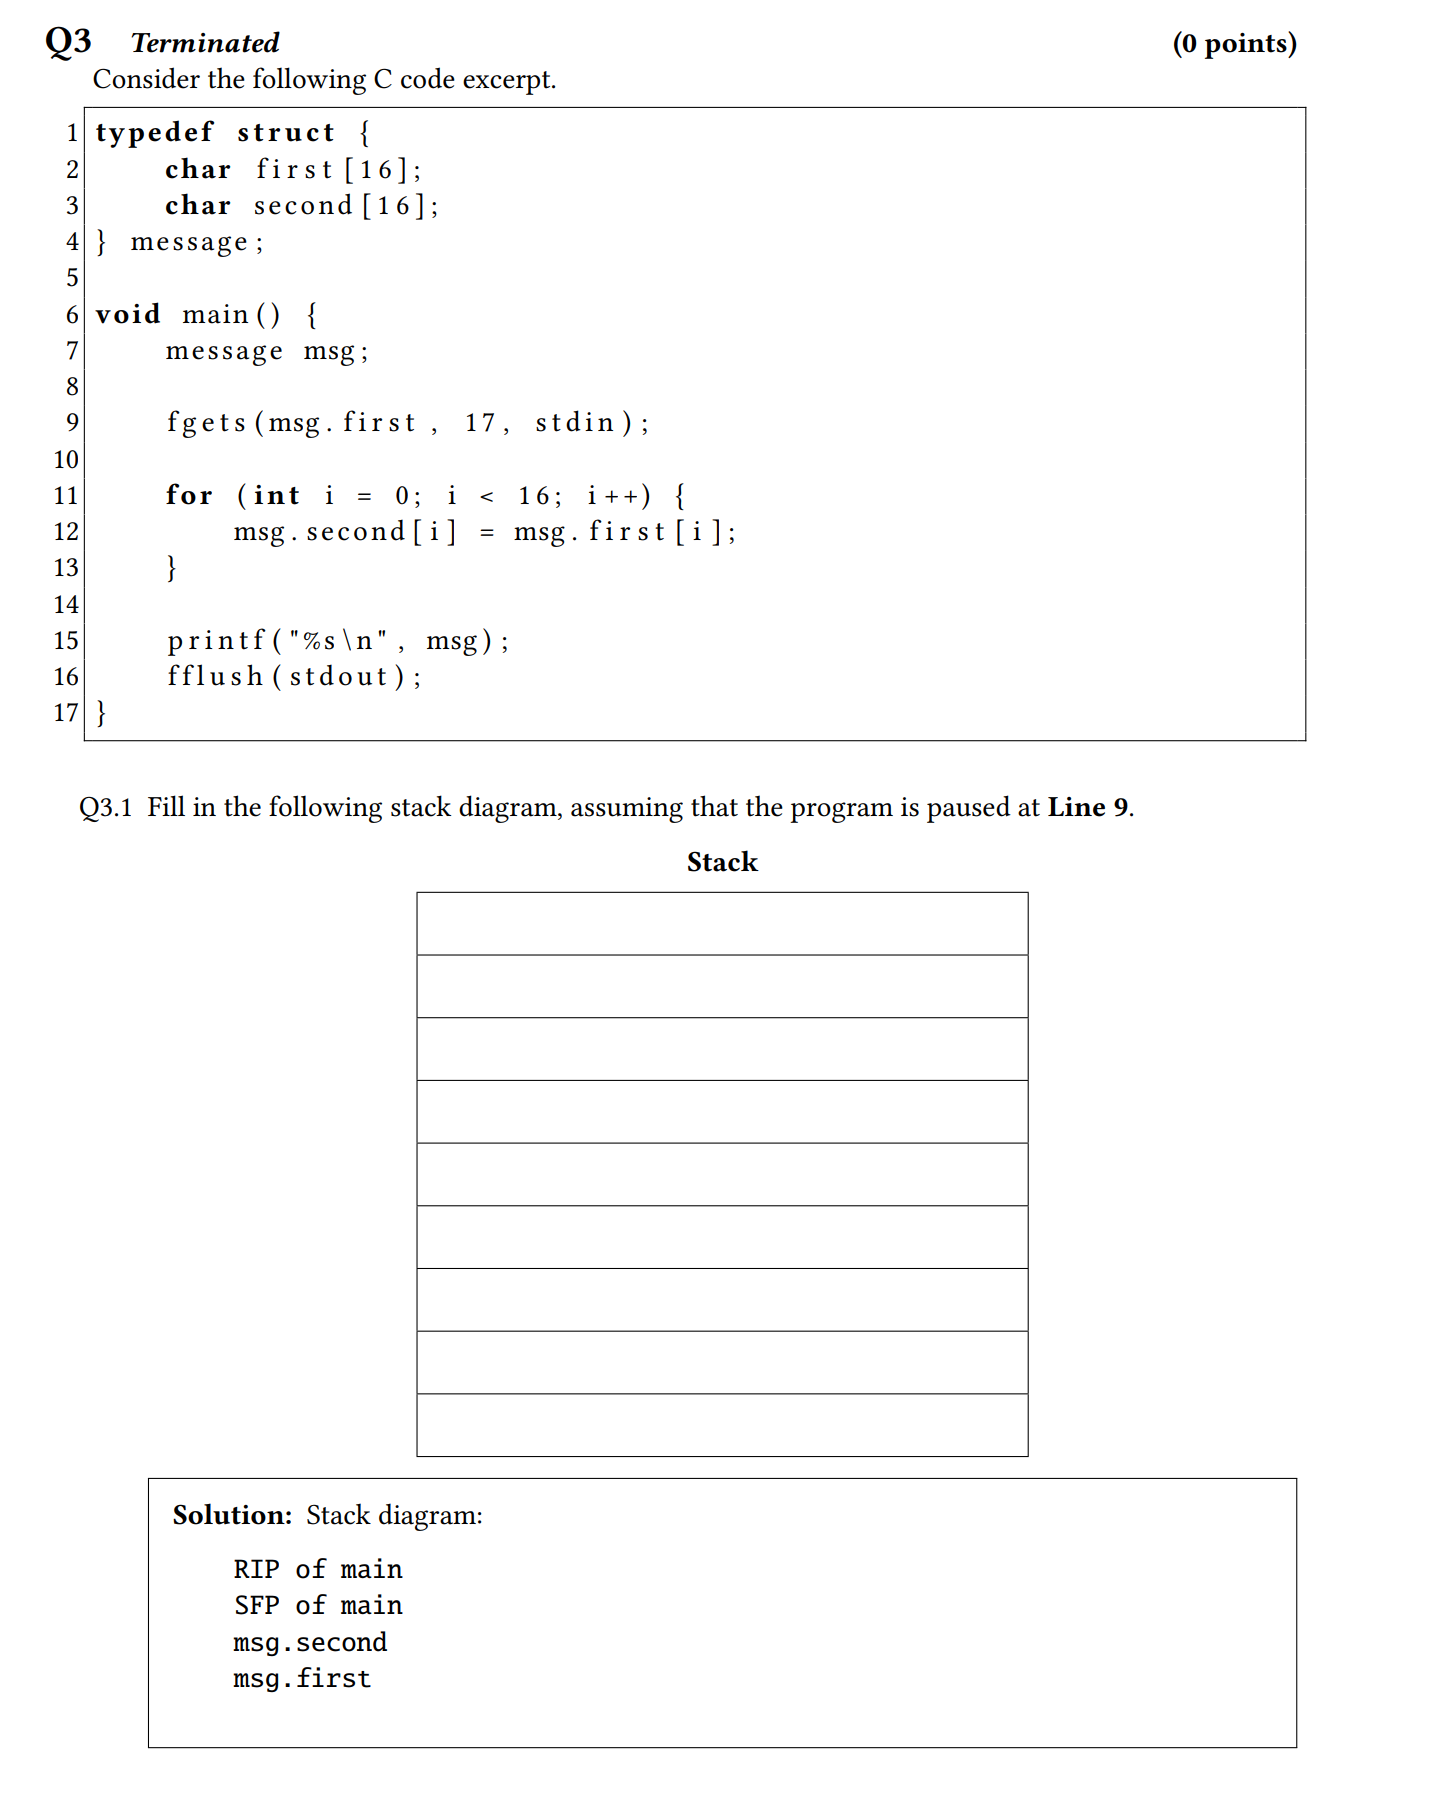 Q3 Terminated (0 points)
Consider the following C code excerpt.
1 typedef struct {
2 char first[16];
3 char second[16];
4 } message;
5
6 void main() {
7 message msg;
8
9 fgets(msg.first, 17, stdin);
10
11 for (int i = 0; i < 16; i++) {
12 msg.second[i] = msg.first[i];
13 }
14
15 printf("%s\n", msg);
16 fflush(stdout);
17 }
Q3.1 Fill in the following stack diagram, assuming that the program is paused at Line 9.
Stack
Solution: Stack diagram:
RIP of main
SFP of main
msg.second
msg.first